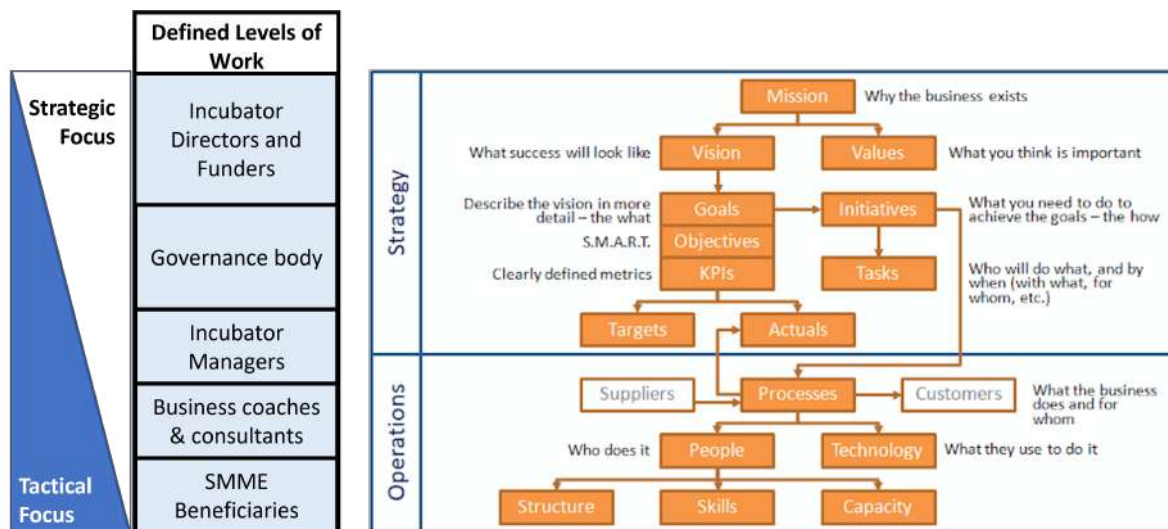 Defined Levels of
Work
Strategic
Focus
Incubator
Directors and
Funders
Governance body
Incubator
Managers
Business coaches
& consultants
Tactical
Focus
SMME
Beneficiaries
Strategy
Mission
Why the business exists
What success will look like
Vision
Values
What you think is important
Describe the vision in more
detail – the what
Goals
Initiatives
What you need to do to
achieve the goals – the how
S.M.A.R.T.
Objectives
Clearly defined metrics
KPIs
Tasks
Who will do what, and by
when (with what, for
whom, etc.)
Targets
Actuals
Operations
Suppliers
Processes
Customers
What the business
does and for
whom
Who does it
People
Technology
What they use to do it
Structure
Skills
Capacity